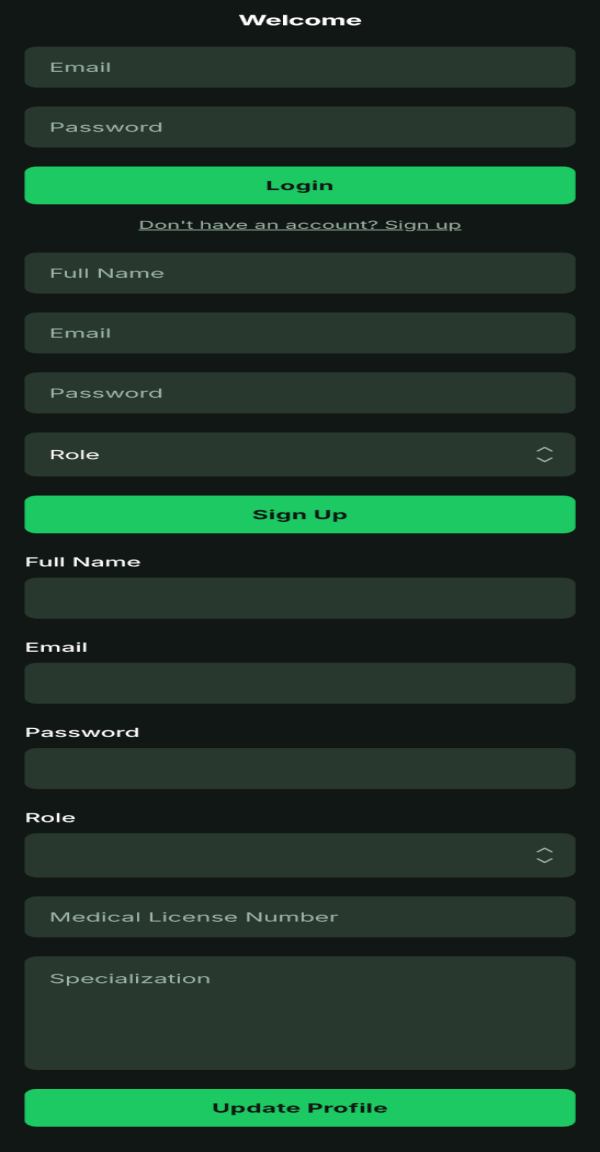 Welcome
Email
Password
Login
Don't have an account? Sign up
Full Name
Email
Password
Role
Sign Up
Full Name
Email
Password
Role
Medical License Number
Specialization
Update Profile